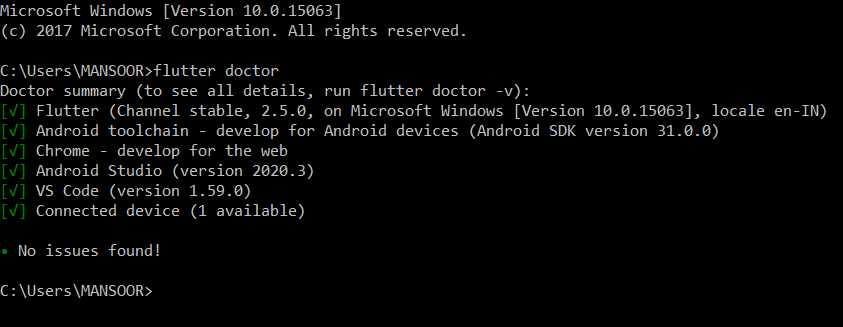 Microsoft Windows [Version 10.0.15063]
(c) 2017 Microsoft Corporation. All rights reserved.
C:\Users\MANSOOR>flutter doctor
Doctor summary (to see all details, run flutter doctor -v):
[√] Flutter (Channel stable, 2.5.0, on Microsoft Windows [Version 10.0.15063], locale en-IN)
[√] Android toolchain - develop for Android devices (Android SDK version 31.0.0)
[√] Chrome - develop for the web
[√] Android Studio (version 2020.3)
[√] VS Code (version 1.59.0)
[√] Connected device (1 available)
• No issues found!
C:\Users\MANSOOR>